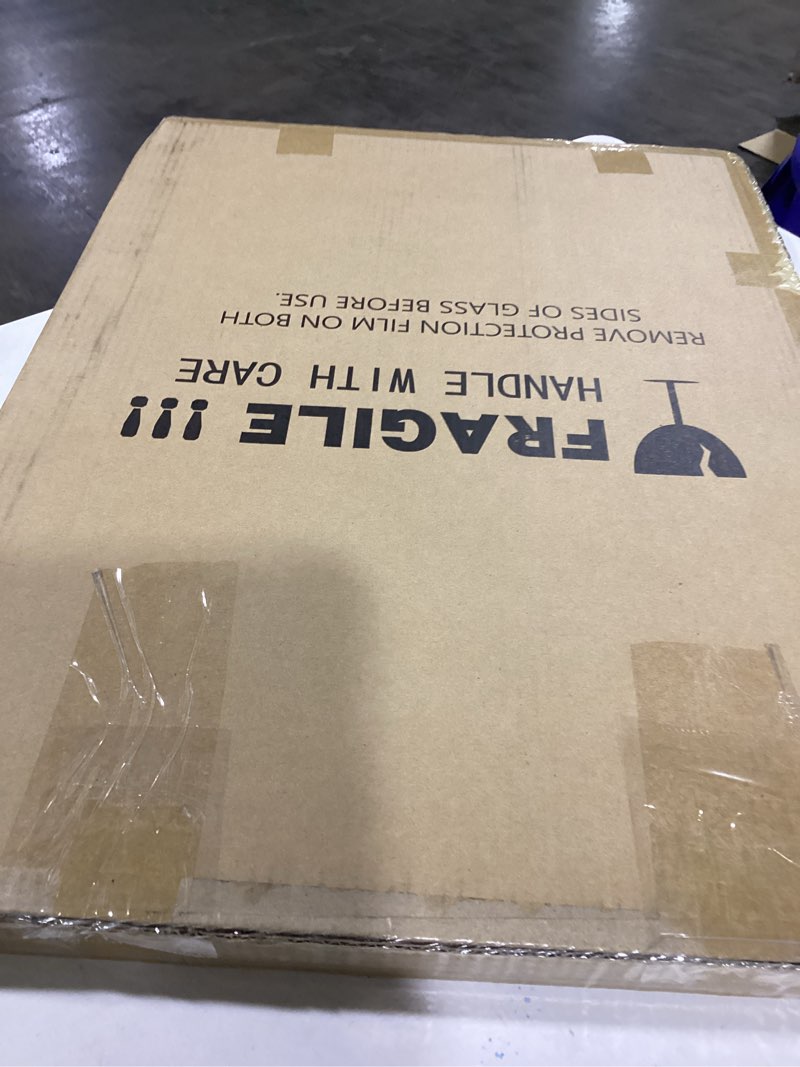 FRAGILE !!!
HANDLE WITH CARE
REMOVE PROTECTION FILM ON BOTH
SIDES OF GLASS BEFORE USE.